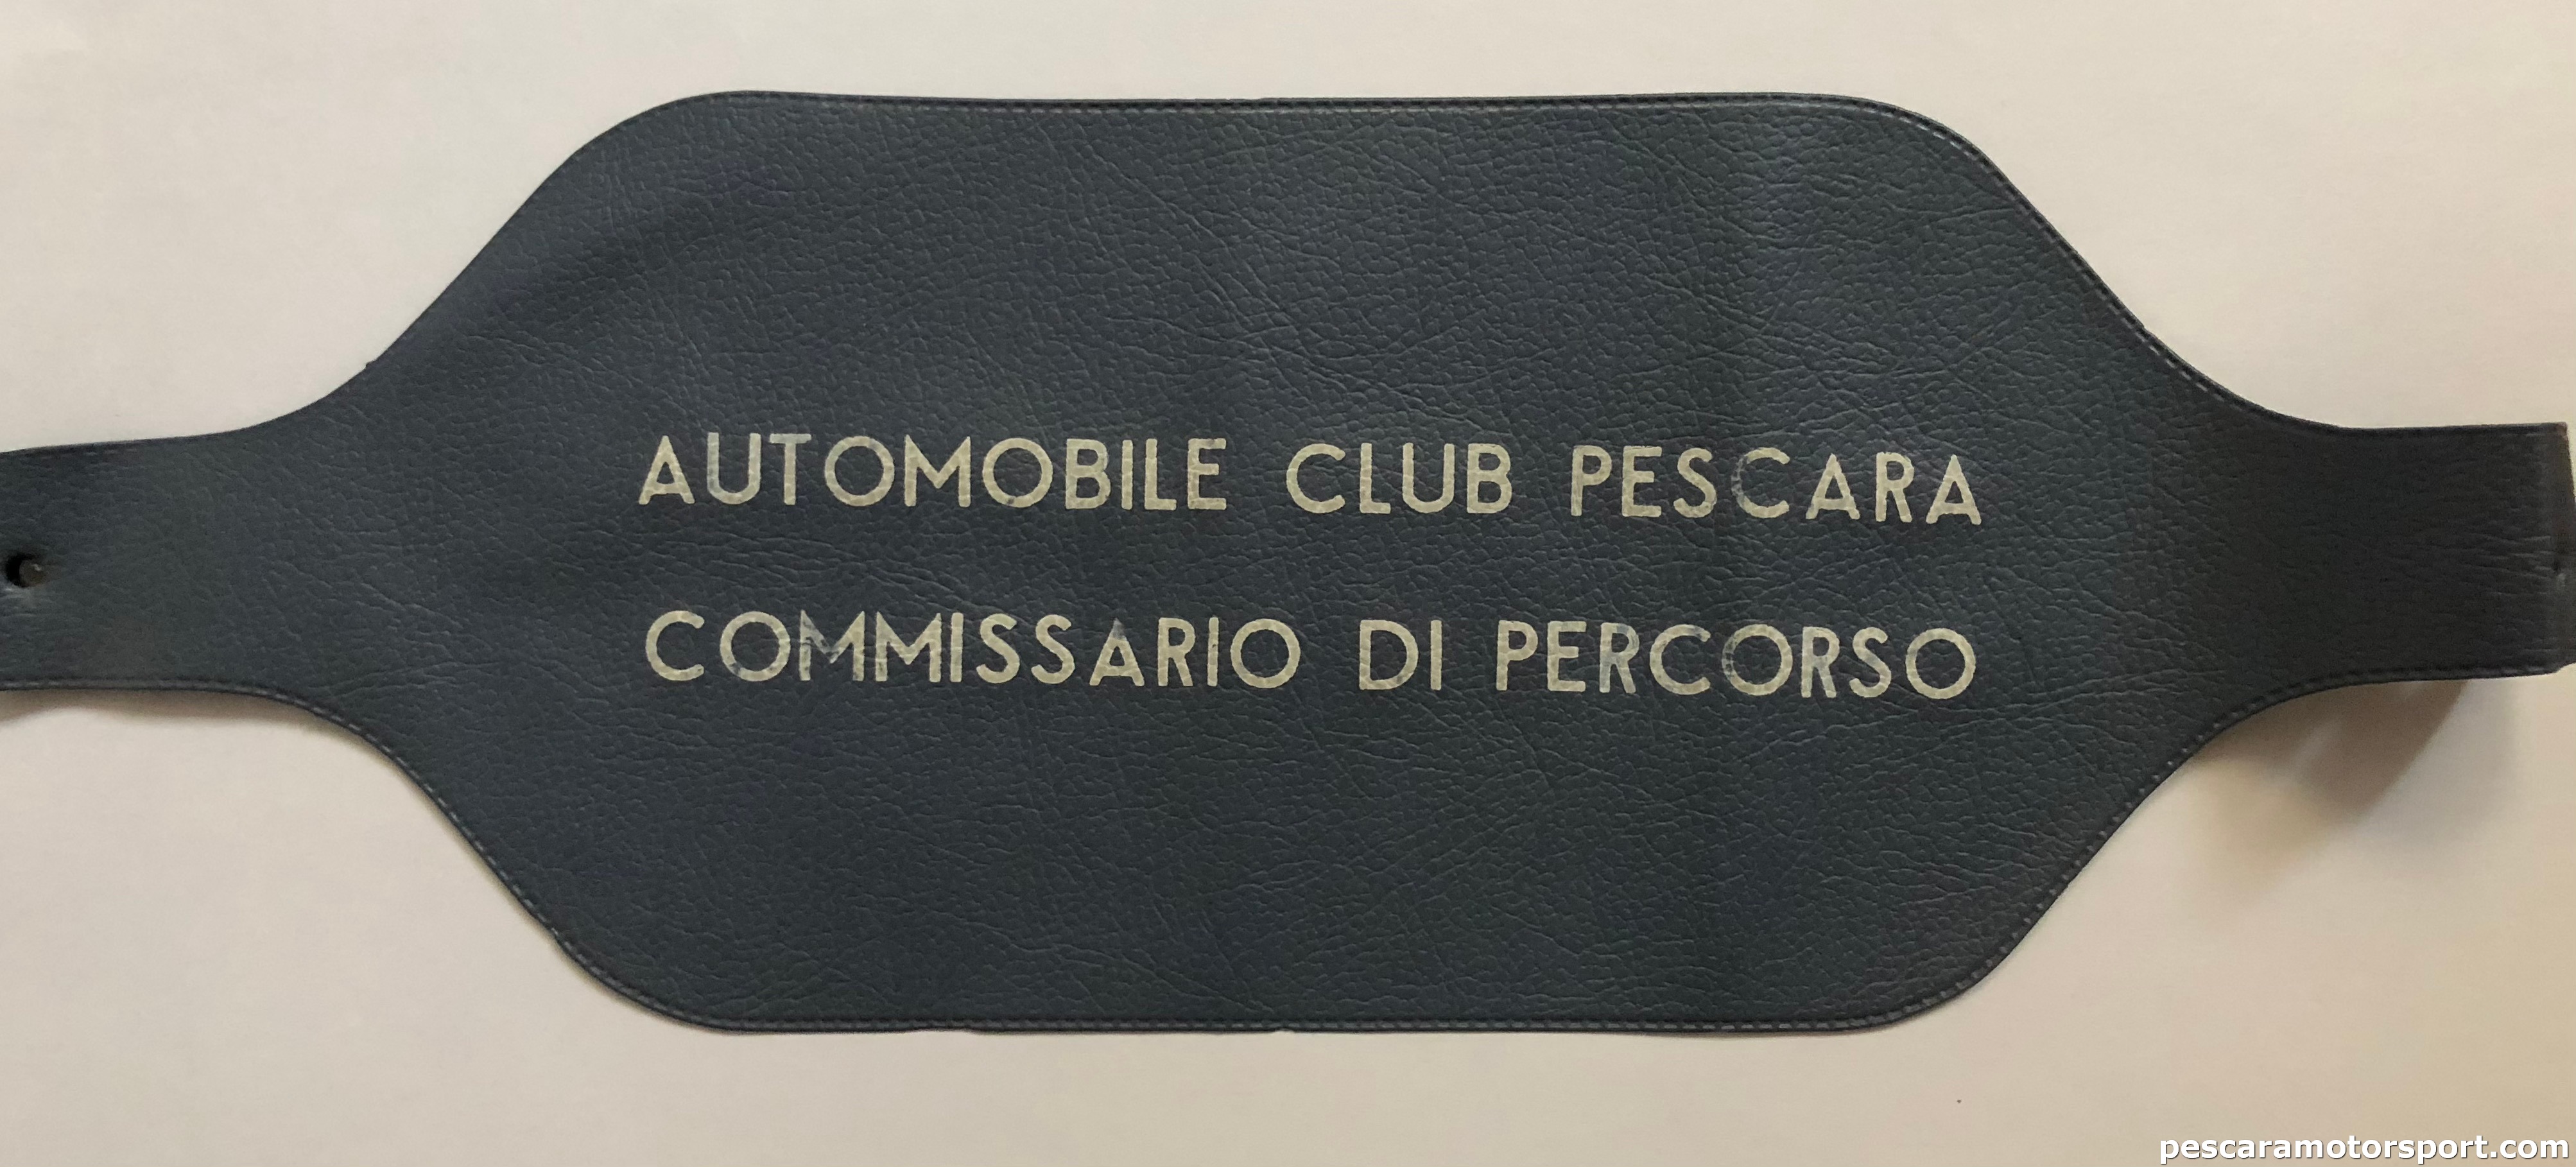 AUTOMOBILE CLUB PESCARA
COMMISSARIO DI PERCORSO
pescaramotorsport.com